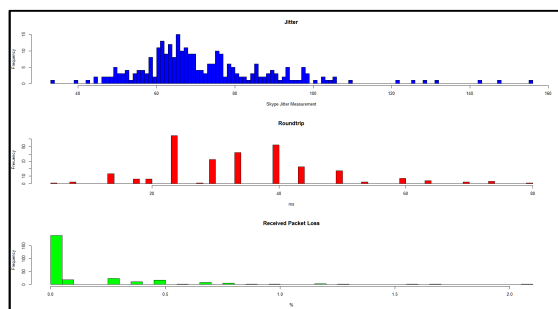 Jitter
Frequency
0 5 10 15
40 60 80 100 120 140 160
Skype Jitter Measurement
Roundtrip
Frequency
20 40 60 80
ms
Received Packet Loss
Frequency
0 50 100 150
0.0 0.5 1.0 1.5 2.0
%